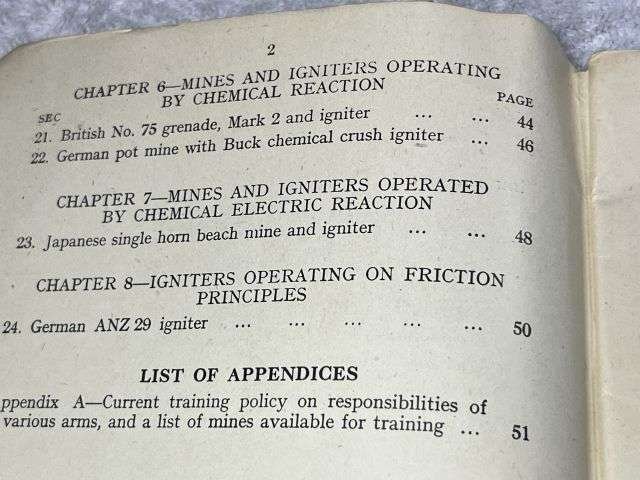 2
CHAPTER 6—MINES AND IGNITERS OPERATING
BY CHEMICAL REACTION
SEC PAGE
21. British No. 75 grenade, Mark 2 and igniter ... ... 44
22. German pot mine with Buck chemical crush igniter ... 46
CHAPTER 7—MINES AND IGNITERS OPERATED
BY CHEMICAL ELECTRIC REACTION
23. Japanese single horn beach mine and igniter ... ... 48
CHAPTER 8—IGNITERS OPERATING ON FRICTION
PRINCIPLES
24. German ANZ 29 igniter ... ... ... ... ... 50
LIST OF APPENDICES
ppendix A—Current training policy on responsibilities of
various arms, and a list of mines available for training ... 51